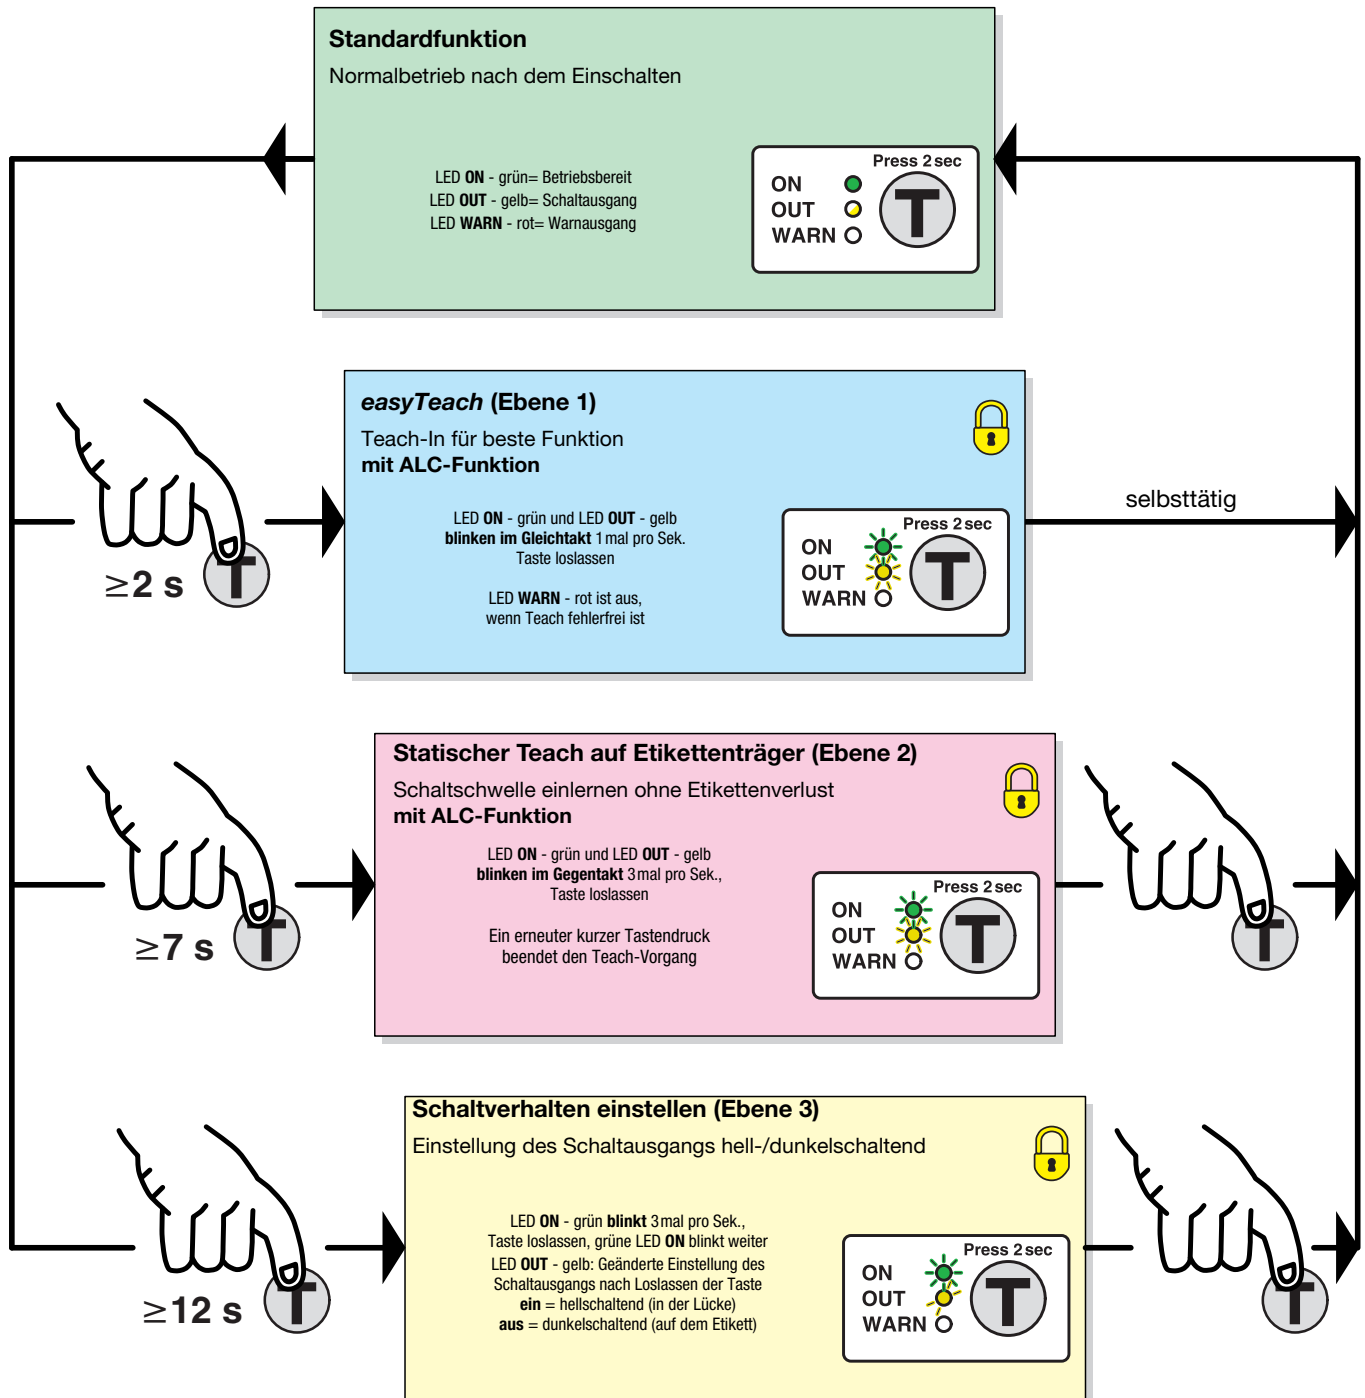 Standardfunktion
Normalbetrieb nach dem Einschalten
LED ON - grün= Betriebsbereit
LED OUT - gelb= Schaltausgang
LED WARN - rot= Warnausgang
Press 2 sec
ON
OUT
WARN
T
easyTeach (Ebene 1)
Teach-In für beste Funktion
mit ALC-Funktion
LED ON - grün und LED OUT - gelb
blinken im Gleichtakt 1 mal pro Sek.
Taste loslassen
LED WARN - rot ist aus,
wenn Teach fehlerfrei ist
Press 2 sec
ON
OUT
WARN
T
≥2 s
T
selbsttätig
Statischer Teach auf Etikettenträger (Ebene 2)
Schaltschwelle einlernen ohne Etikettenverlust
mit ALC-Funktion
LED ON - grün und LED OUT - gelb
blinken im Gegentakt 3 mal pro Sek.,
Taste loslassen
Ein erneuter kurzer Tastendruck
beendet den Teach-Vorgang
Press 2 sec
ON
OUT
WARN
T
≥7 s
T
T
Schaltverhalten einstellen (Ebene 3)
Einstellung des Schaltausgangs hell-/dunkelschaltend
LED ON - grün blinkt 3 mal pro Sek.,
Taste loslassen, grüne LED ON blinkt weiter
LED OUT - gelb: Geänderte Einstellung des
Schaltausgangs nach Loslassen der Taste
ein = hellschaltend (in der Lücke)
aus = dunkelschaltend (auf dem Etikett)
Press 2 sec
ON
OUT
WARN
T
≥12 s
T
T